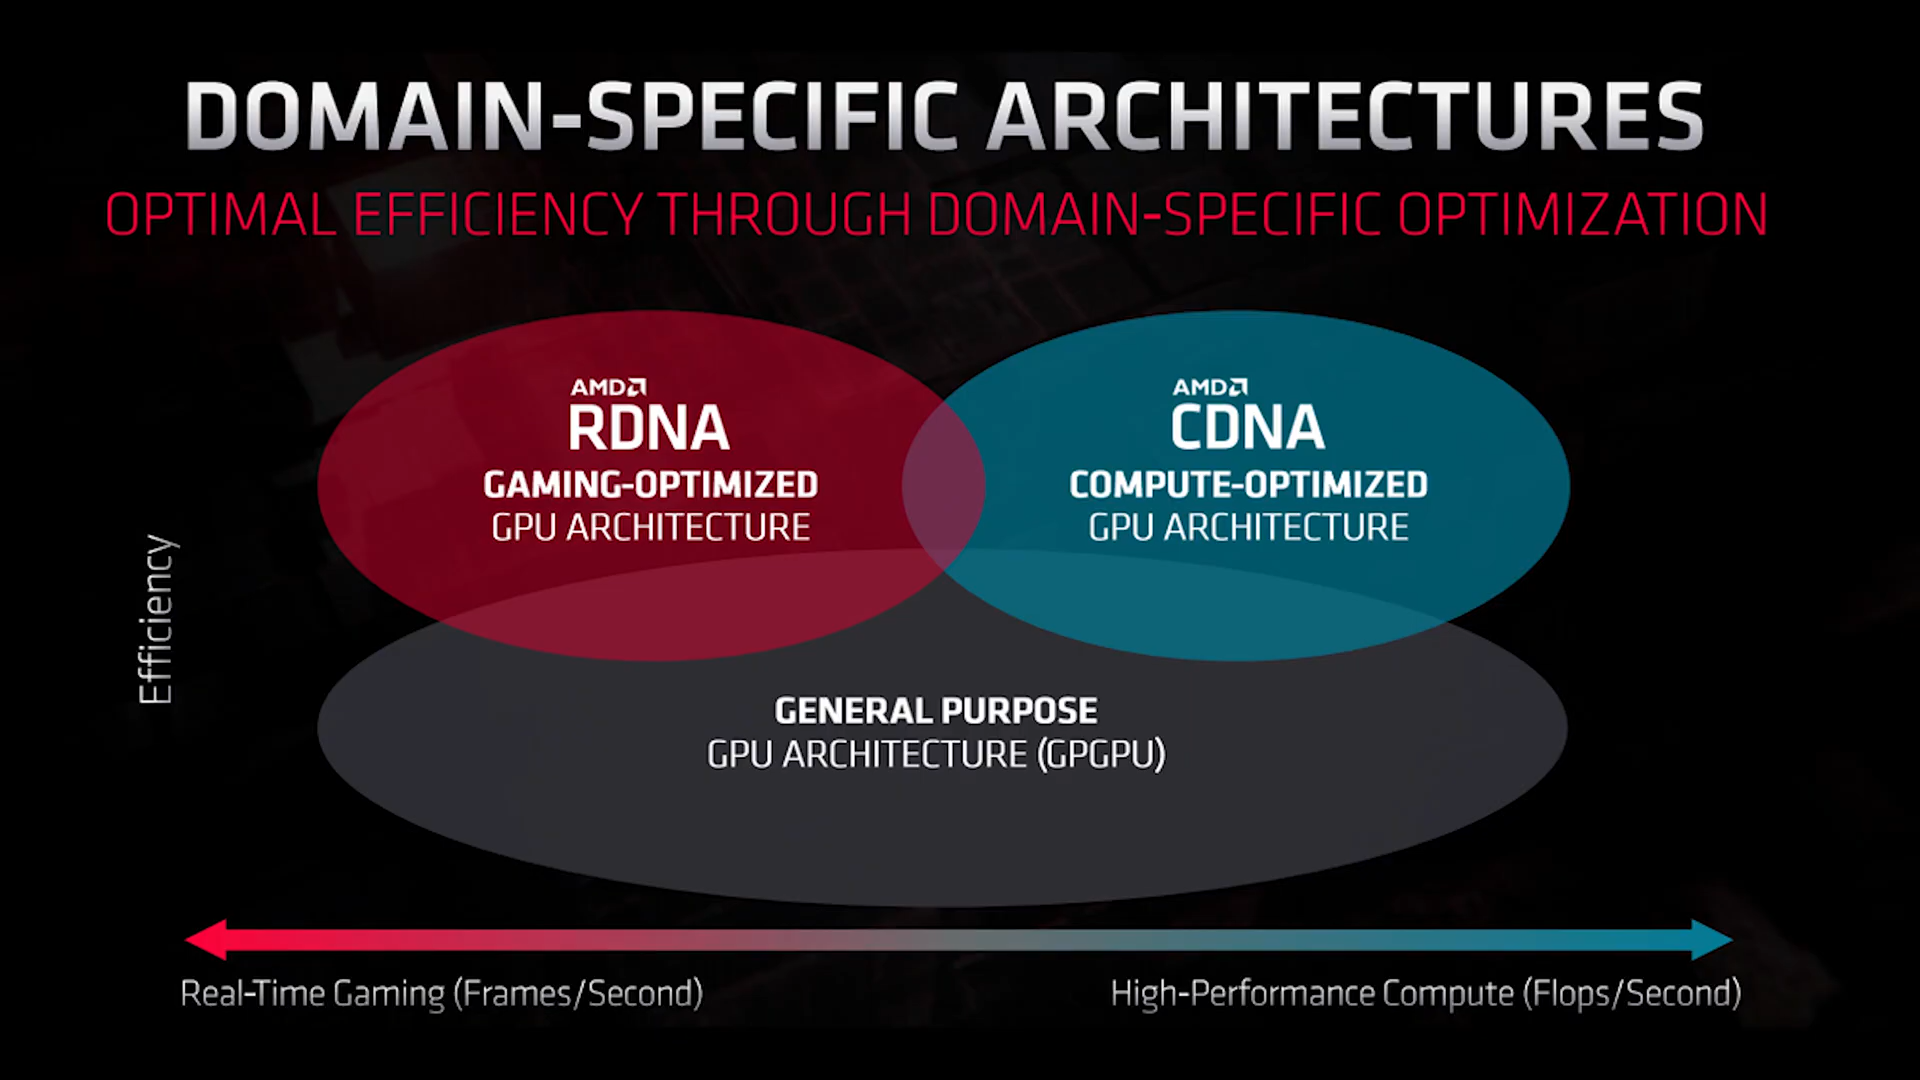 DOMAIN-SPECIFIC ARCHITECTURES
OPTIMAL EFFICIENCY THROUGH DOMAIN-SPECIFIC OPTIMIZATION
AMD
RDNA
GAMING-OPTIMIZED
GPU ARCHITECTURE
AMD
CDNA
COMPUTE-OPTIMIZED
GPU ARCHITECTURE
Efficiency
GENERAL PURPOSE
GPU ARCHITECTURE (GPGPU)
Real-Time Gaming (Frames/Second)
High-Performance Compute (Flops/Second)